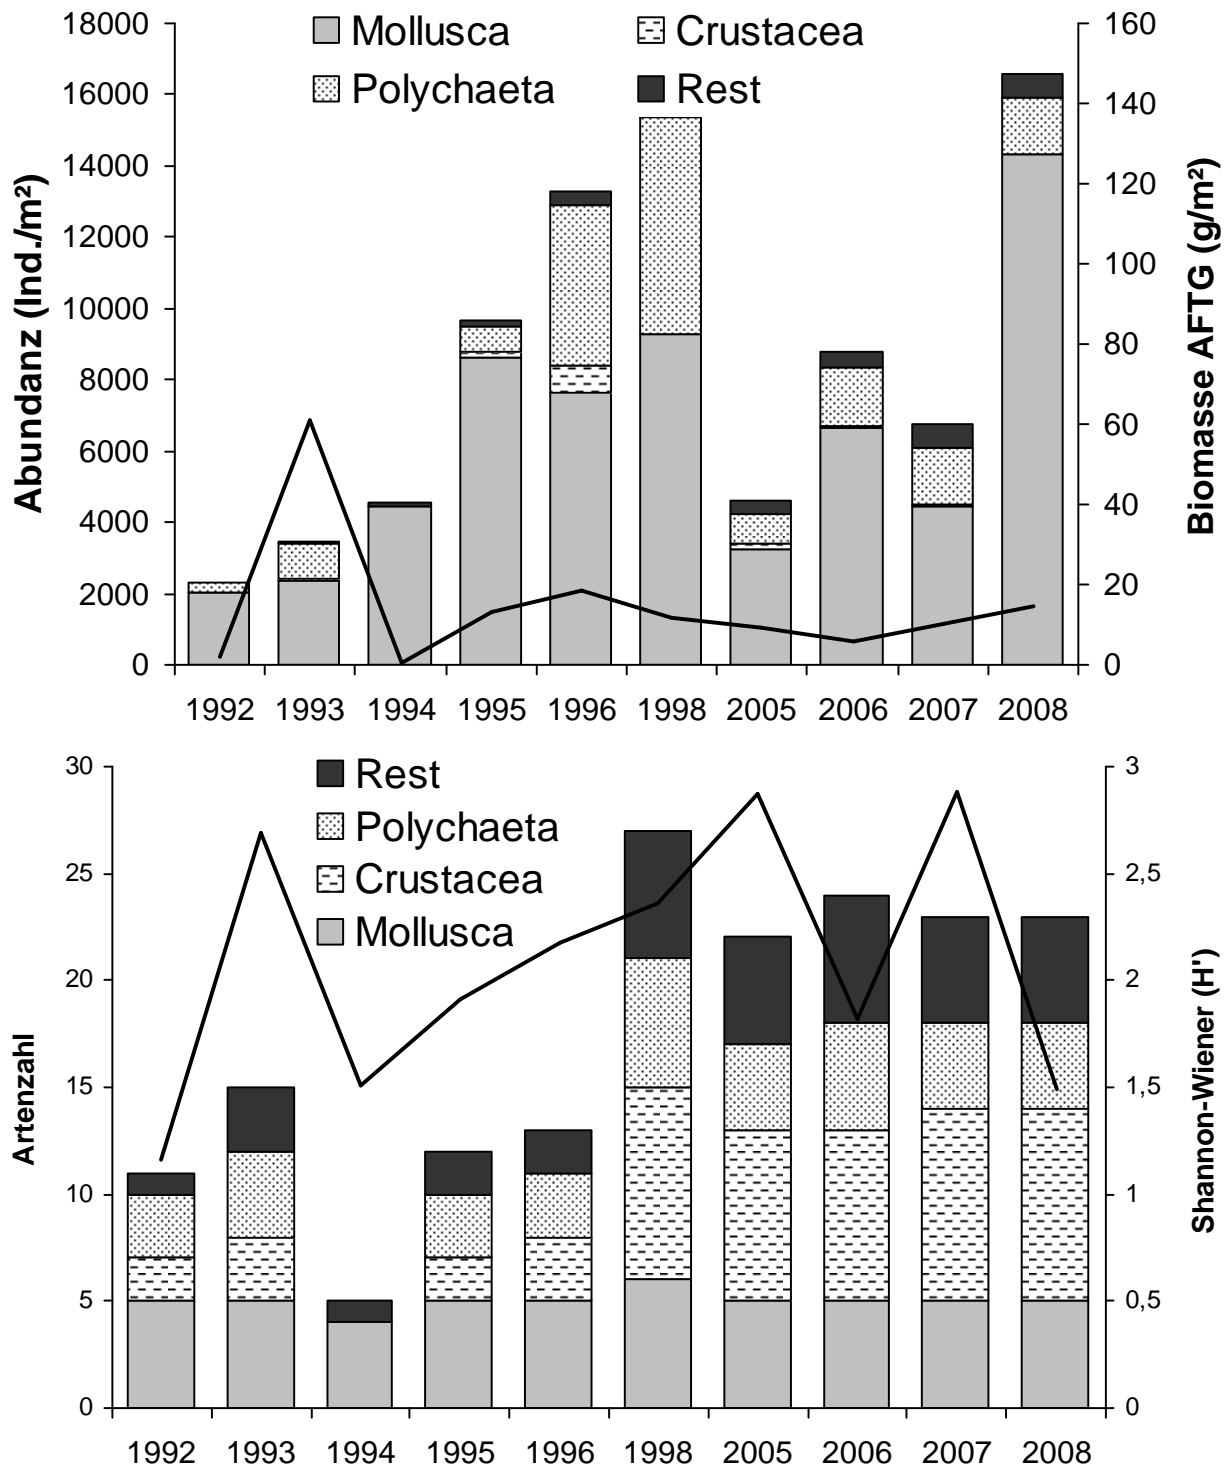 Mollusca
Crustacea
Polychaeta
Rest
Abundanz (Ind./m²)
18000
16000
14000
12000
10000
8000
6000
4000
2000
0
160
140
120
100
80
60
40
20
0
Biomasse AFTG (g/m²)
1992 1993 1994 1995 1996 1998 2005 2006 2007 2008
Rest
Polychaeta
Crustacea
Mollusca
Artenzahl
30
25
20
15
10
5
0
3
2,5
2
1,5
1
0,5
0
Shannon-Wiener (H')
1992 1993 1994 1995 1996 1998 2005 2006 2007 2008